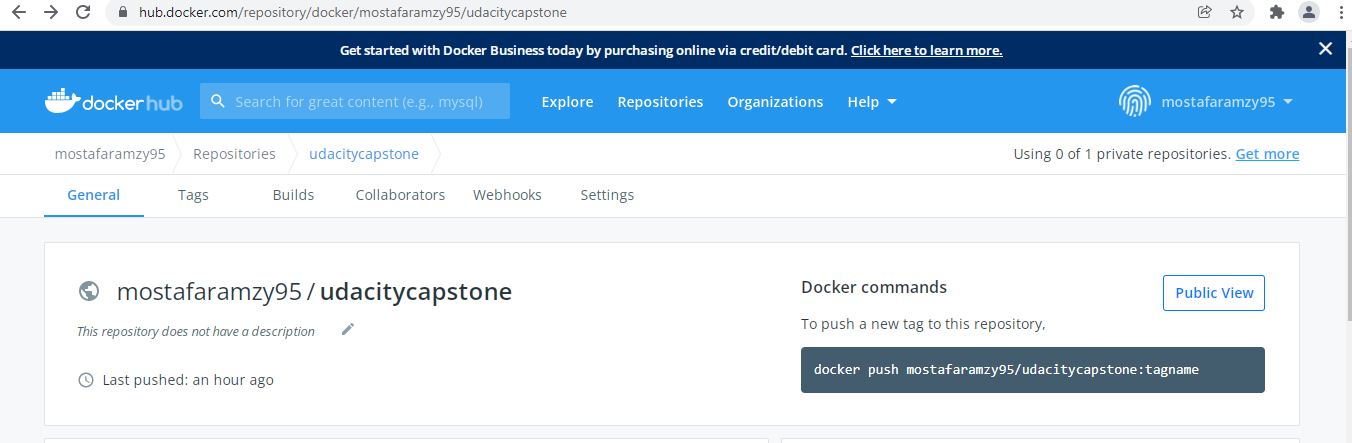 hub.docker.com/repository/docker/mostafaramzy95/udacitycapstone
Get started with Docker Business today by purchasing online via credit/debit card. Click here to learn more.
dockerhub Search for great content (e.g., mysql) Explore Repositories Organizations Help mostafaramzy95
mostafaramzy95 Repositories udacitycapstone Using 0 of 1 private repositories. Get more
General Tags Builds Collaborators Webhooks Settings
mostafaramzy95 / udacitycapstone
This repository does not have a description
Last pushed: an hour ago
Docker commands
Public View
To push a new tag to this repository,
docker push mostafaramzy95/udacitycapstone:tagname